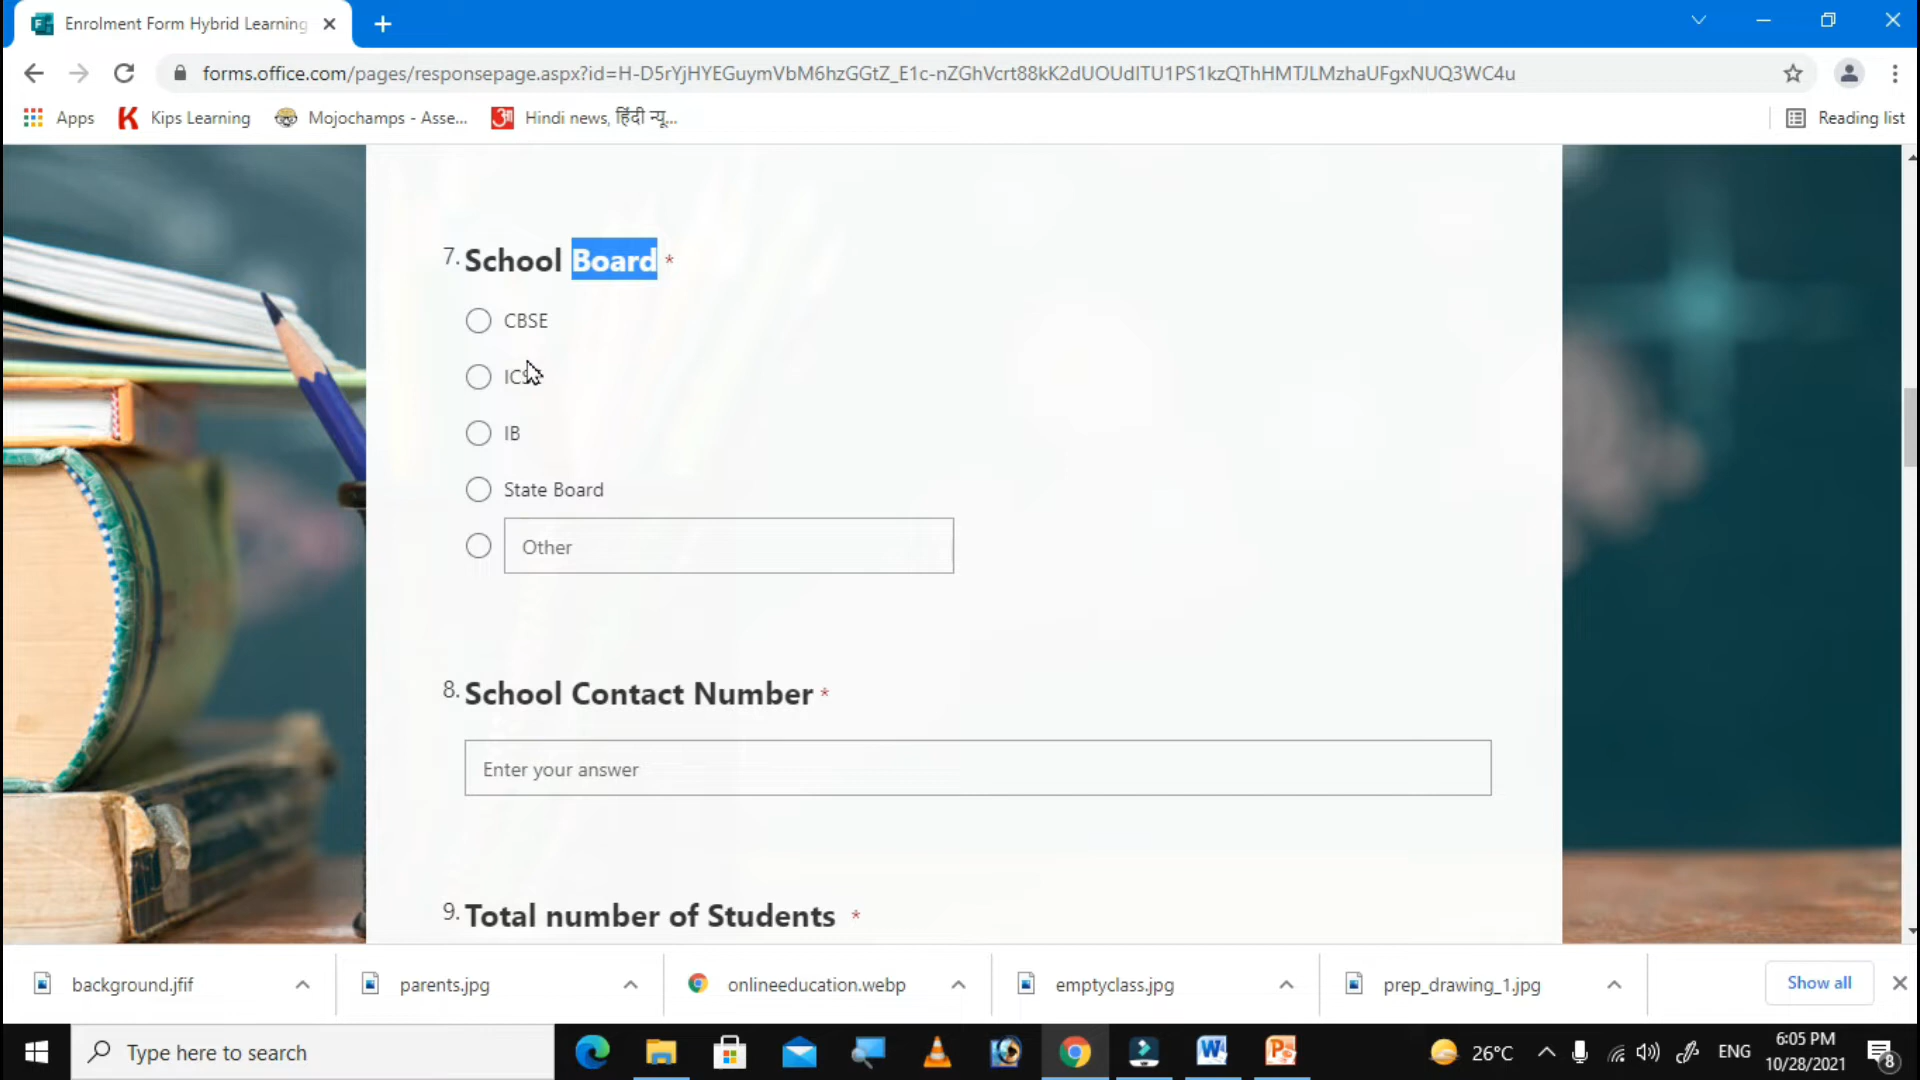 Enrolment Form Hybrid Learning
forms.office.com/pages/responsepage.aspx?id=H-D5rYjHYEGuymVbM6hzGGtZ_E1c-nZGhVcrt88kK2dUOUdITU1PS1kzQThHMTJLMzhaUFgxNUQ3WC4u
Apps
Kips Learning
Mojochamps - Asse...
Hindi news, हिंदी न्यू...
Reading list
7. School Board *
CBSE
IB
State Board
Other
8. School Contact Number *
Enter your answer
9. Total number of Students *
background.jfif
parents.jpg
onlineeducation.webp
emptyclass.jpg
prep_drawing_1.jpg
Show all
Type here to search
26°C
ENG
6:05 PM
10/28/2021
8